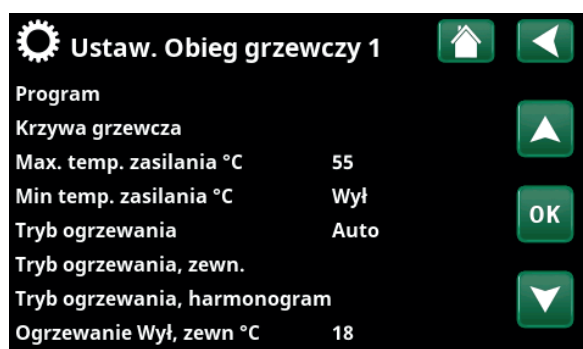 Ustaw. Obieg grzewczy 1
Program
Krzywa grzewcza
Max. temp. zasilania °C 55
Min temp. zasilania °C Wył
OK
Tryb ogrzewania Auto
Tryb ogrzewania, zewn.
Tryb ogrzewania, harmonogram
Ogrzewanie Wył, zewn °C 18